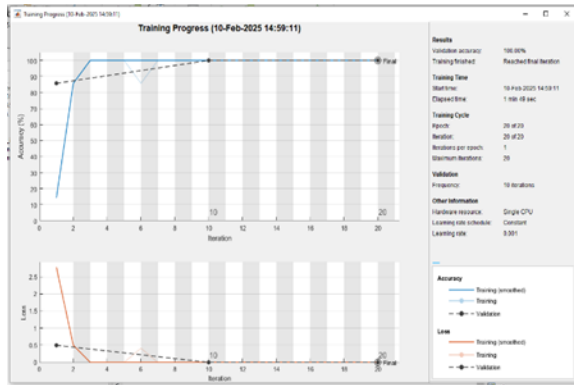 Training Progress (10-Feb-2025 14:59:11)
Training Progress (10-Feb-2025 14:59:11)
Accuracy (%)
100
90
80
70
60
50
40
30
20
10
0
Final
10
20
0 2 4 6 8 10 12 14 16 18 20
Iteration
Loss
2.5
2
1.5
1
0.5
0
Final
10
20
0 2 4 6 8 10 12 14 16 18 20
Iteration
Results
Validation accuracy: 100.00%
Training finished: Reached final iteration
Training Time
Start time: 10-Feb-2025 14:59:11
Elapsed time: 1 min 48 sec
Training Cycle
Epoch: 20 of 20
Iteration: 20 of 20
Iterations per epoch: 1
Maximum iterations: 20
Validation
Frequency: 10 iterations
Other Information
Hardware resource: Single CPU
Learning rate schedule: Constant
Learning rate: 0.001
Accuracy
Training (smoothed)
Training
Validation
Loss
Training (smoothed)
Training
Validation